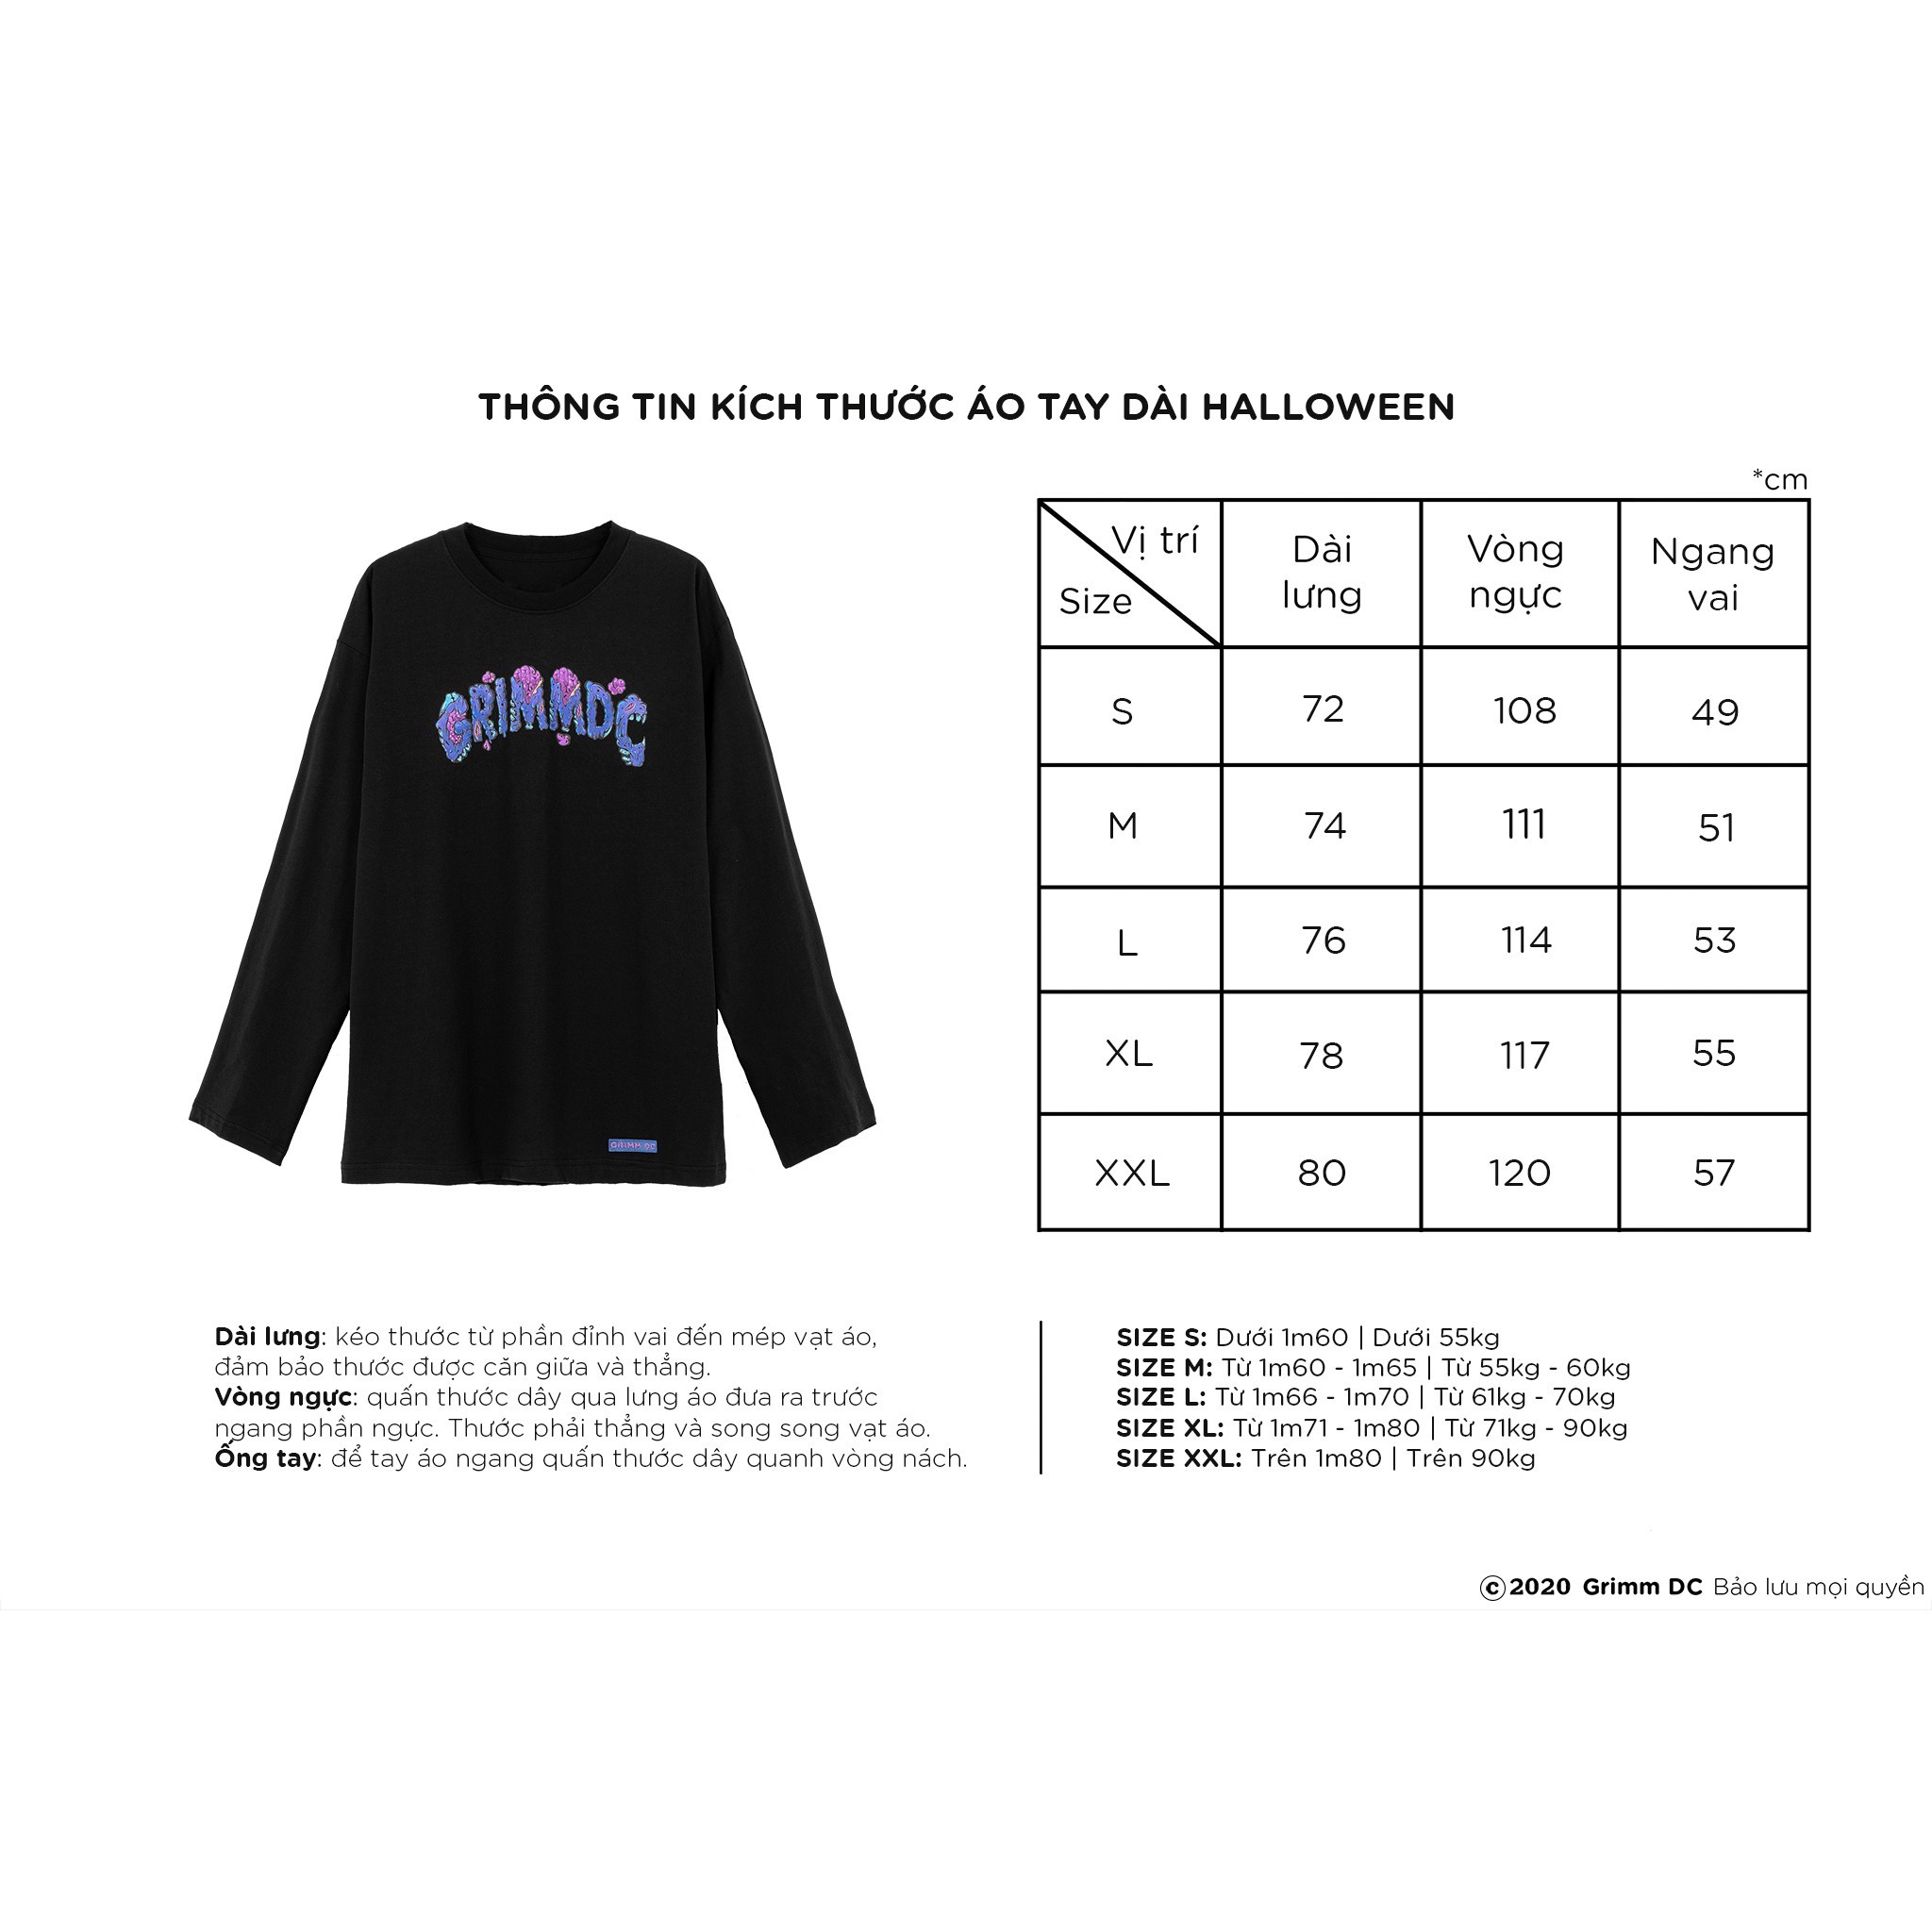 THÔNG TIN KÍCH THƯỚC ÁO TAY DÀI HALLOWEEN
GRIMMDC
GRIMM DC
*cm
Vị trí
Size
Dài
lưng
Vòng
ngực
Ngang
vai
S 72 108 49
M 74 111 51
L 76 114 53
XL 78 117 55
XXL 80 120 57
Dài lưng: kéo thước từ phần đỉnh vai đến mép vạt áo,
đảm bảo thước được căn giữa và thẳng.
Vòng ngực: quấn thước dây qua lưng áo đưa ra trước
ngang phần ngực. Thước phải thẳng và song song vạt áo.
Ống tay: để tay áo ngang quấn thước dây quanh vòng nách.
SIZE S: Dưới 1m60 | Dưới 55kg
SIZE M: Từ 1m60 - 1m65 | Từ 55kg - 60kg
SIZE L: Từ 1m66 - 1m70 | Từ 61kg - 70kg
SIZE XL: Từ 1m71 - 1m80 | Từ 71kg - 90kg
SIZE XXL: Trên 1m80 | Trên 90kg
©2020 Grimm DC Bảo lưu mọi quyền